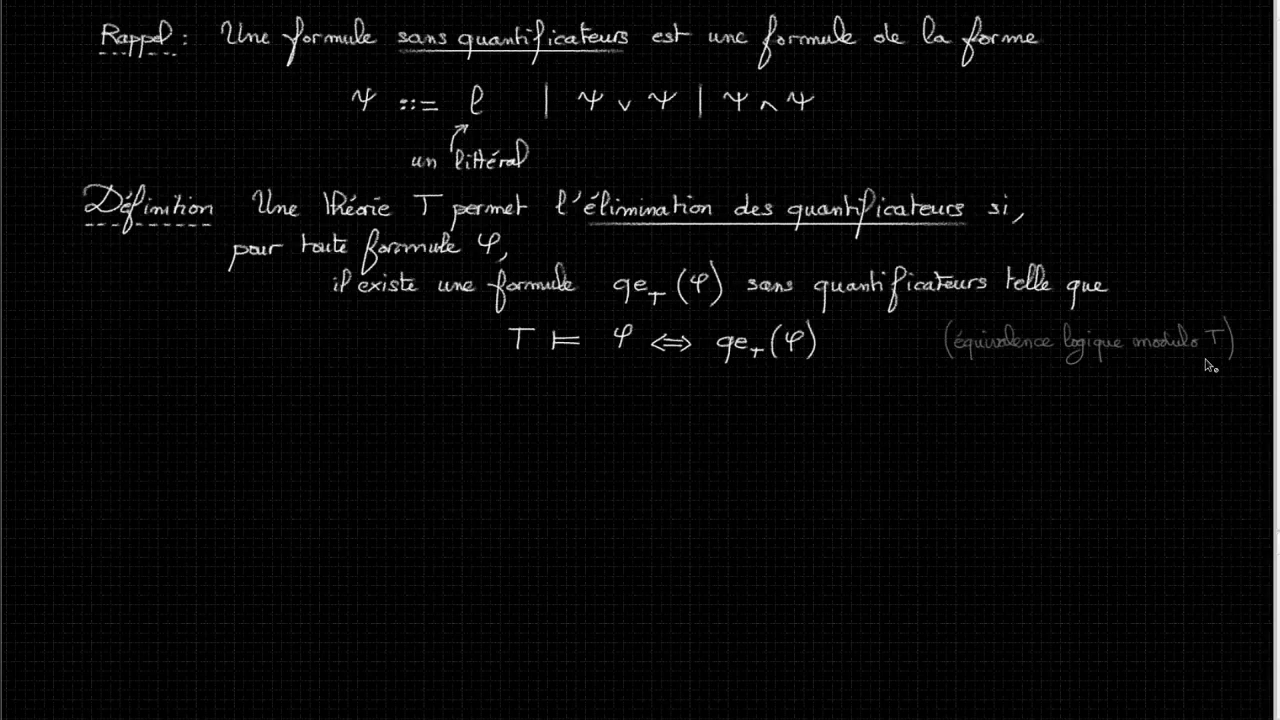 Rappel : Une formule sans quantificateurs est une formule de la forme
Ψ ::= ℓ | Ψ ∨ Ψ | Ψ ∧ Ψ
un littéral
Définition Une théorie T permet l'élimination des quantificateurs si,
pour toute formule φ,
il existe une formule qe_T(φ) sans quantificateurs telle que
T ⊨ φ ⇔ qe_T(φ) (équivalence logique modulo T)